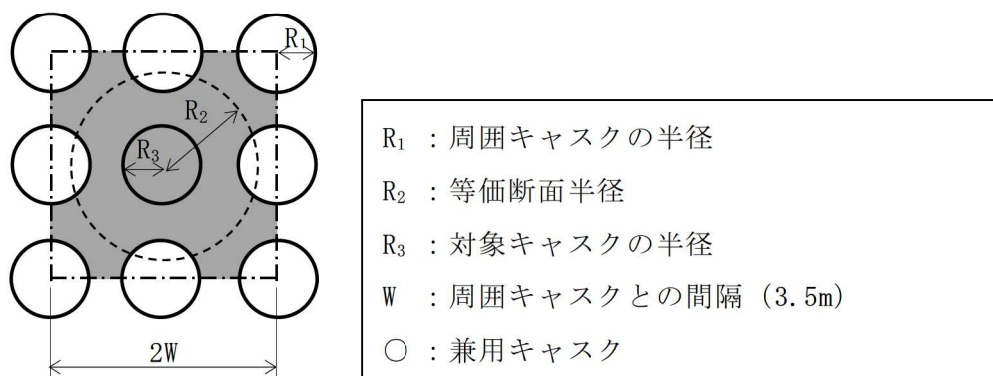 R₁
R₂
R₃
2W
R₁ ：周囲キャスクの半径
R₂ ：等価断面半径
R₃ ：対象キャスクの半径
W ：周囲キャスクとの間隔 (3.5m)
○ ：兼用キャスク